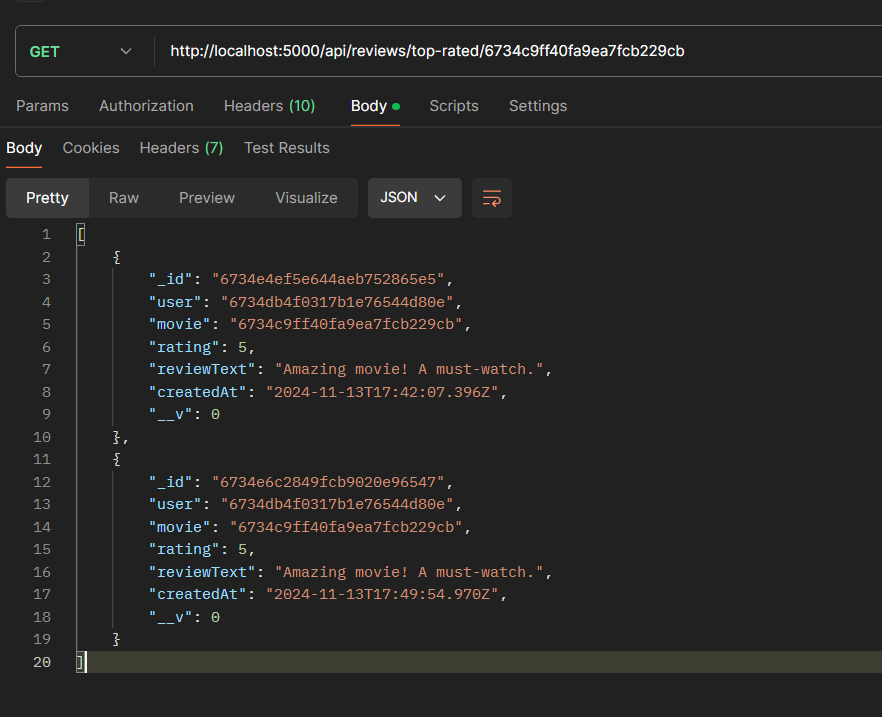 GET http://localhost:5000/api/reviews/top-rated/6734c9ff40fa9ea7fcb229cb
Params Authorization Headers (10) Body Scripts Settings
Body Cookies Headers (7) Test Results
Pretty Raw Preview Visualize JSON
1 [
2 {
3 "_id": "6734e4ef5e644aeb752865e5",
4 "user": "6734db4f0317b1e76544d80e",
5 "movie": "6734c9ff40fa9ea7fcb229cb",
6 "rating": 5,
7 "reviewText": "Amazing movie! A must-watch.",
8 "createdAt": "2024-11-13T17:42:07.396Z",
9 "__v": 0
10 },
11 {
12 "_id": "6734e6c2849fcb9020e96547",
13 "user": "6734db4f0317b1e76544d80e",
14 "movie": "6734c9ff40fa9ea7fcb229cb",
15 "rating": 5,
16 "reviewText": "Amazing movie! A must-watch.",
17 "createdAt": "2024-11-13T17:49:54.970Z",
18 "__v": 0
19 }
20 ]